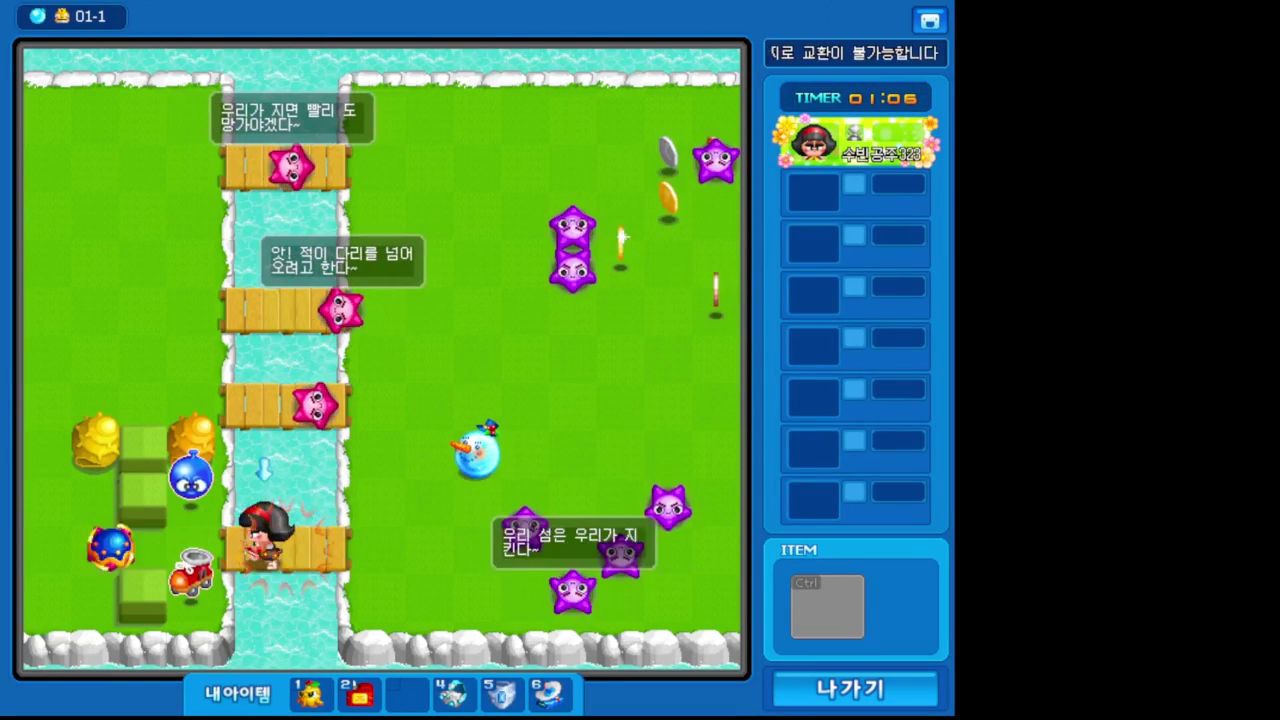 01-1
1로 교환이 불가능합니다
TIMER 01:06
수빈공주023
우리가 지면 빨리 도
망가야겠다~
앗! 적이 다리를 넘어
오려고 한다~
우리 섬은 우리가 지
킨다~
ITEM
Ctrl
내아이템
1
2
4
5
6
나가기